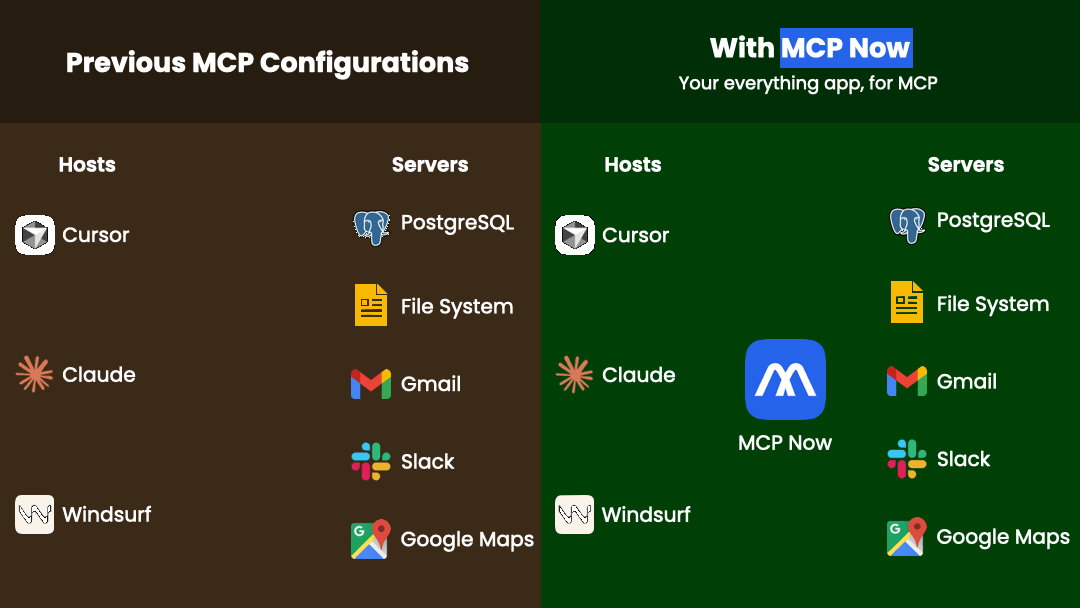 Previous MCP Configurations
Hosts
Servers
Cursor
Claude
Windsurf
PostgreSQL
File System
Gmail
Slack
G
Google Maps
With MCP Now
Your everything app, for MCP
Hosts
Servers
Cursor
Claude
Windsurf
MCP Now
PostgreSQL
File System
Gmail
Slack
G
Google Maps